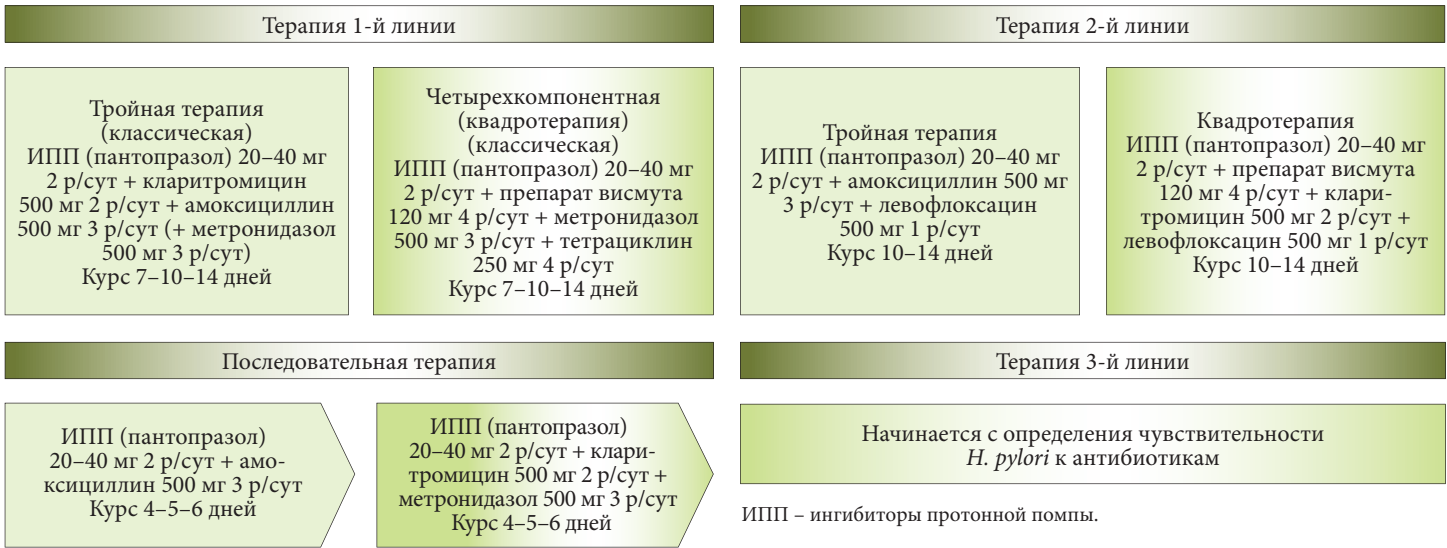 Терапия 1-й линии
Тройная терапия
(классическая)
ИПП (пантопразол) 20–40 мг
2 р/сут + кларитромицин
500 мг 2 р/сут + амоксициллин
500 мг 3 р/сут (+ метронидазол
500 мг 3 р/сут)
Курс 7–10–14 дней
Четырехкомпонентная
(квадротерапия)
(классическая)
ИПП (пантопразол) 20–40 мг
2 р/сут + препарат висмута
120 мг 4 р/сут + метронидазол
500 мг 3 р/сут + тетрациклин
250 мг 4 р/сут
Курс 7–10–14 дней
Терапия 2-й линии
Тройная терапия
ИПП (пантопразол) 20–40 мг
2 р/сут + амоксициллин 500 мг
3 р/сут + левофлоксацин
500 мг 1 р/сут
Курс 10–14 дней
Квадротерапия
ИПП (пантопразол) 20–40 мг
2 р/сут + препарат висмута
120 мг 4 р/сут + клари-
тромицин 500 мг 2 р/сут +
левофлоксацин 500 мг 1 р/сут
Курс 10–14 дней
Последовательная терапия
ИПП (пантопразол)
20–40 мг 2 р/сут + амо-
ксициллин 500 мг 3 р/сут
Курс 4–5–6 дней
ИПП (пантопразол)
20–40 мг 2 р/сут + клари-
тромицин 500 мг 2 р/сут +
метронидазол 500 мг 3 р/сут
Курс 4–5–6 дней
Терапия 3-й линии
Начинается с определения чувствительности
H. pylori к антибиотикам
ИПП – ингибиторы протонной помпы.